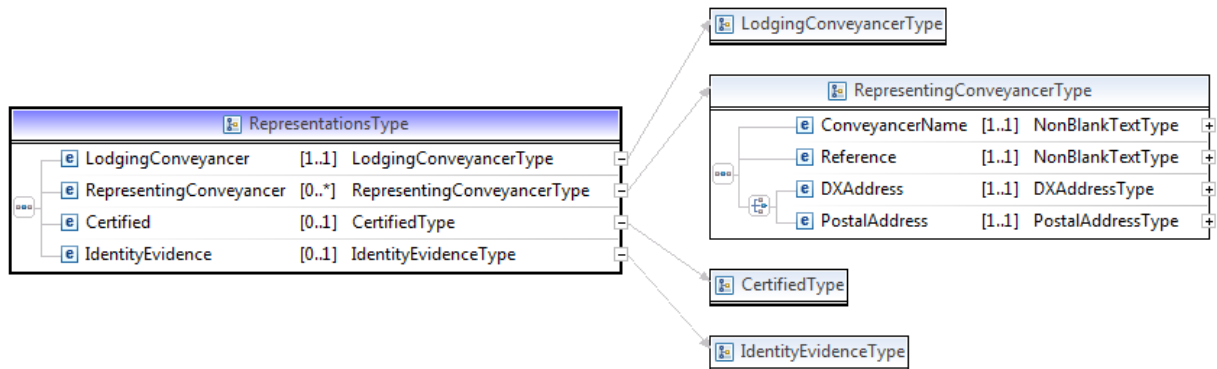 LodgingConveyancerType
RepresentingConveyancerType
e ConveyancerName [1..1] NonBlankTextType
e Reference [1..1] NonBlankTextType
e DXAddress [1..1] DXAddressType
e PostalAddress [1..1] PostalAddressType
RepresentationsType
e LodgingConveyancer [1..1] LodgingConveyancerType
e RepresentingConveyancer [0..*] RepresentingConveyancerType
e Certified [0..1] CertifiedType
e IdentityEvidence [0..1] IdentityEvidenceType
CertifiedType
IdentityEvidenceType